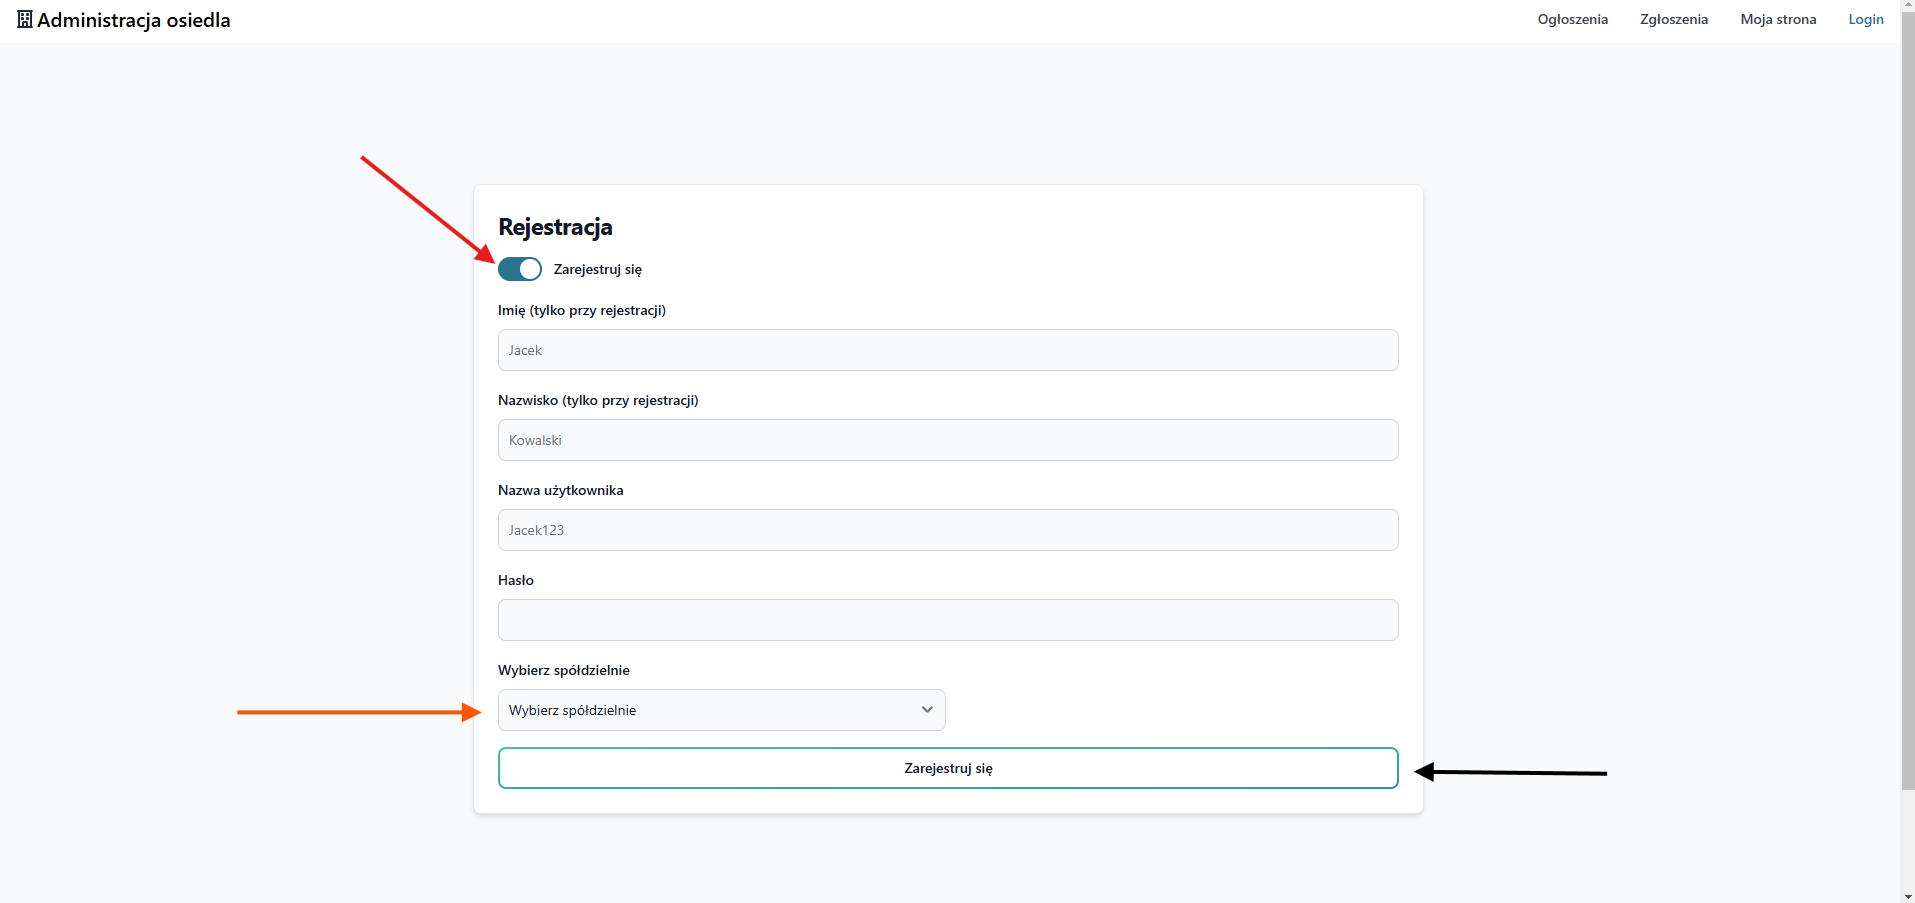 Administracja osiedla
Ogłoszenia Zgłoszenia Moja strona Login
Rejestracja
Zarejestruj się
Imię (tylko przy rejestracji)
Jacek
Nazwisko (tylko przy rejestracji)
Kowalski
Nazwa użytkownika
Jacek123
Hasło
Wybierz spółdzielnie
Wybierz spółdzielnie
Zarejestruj się